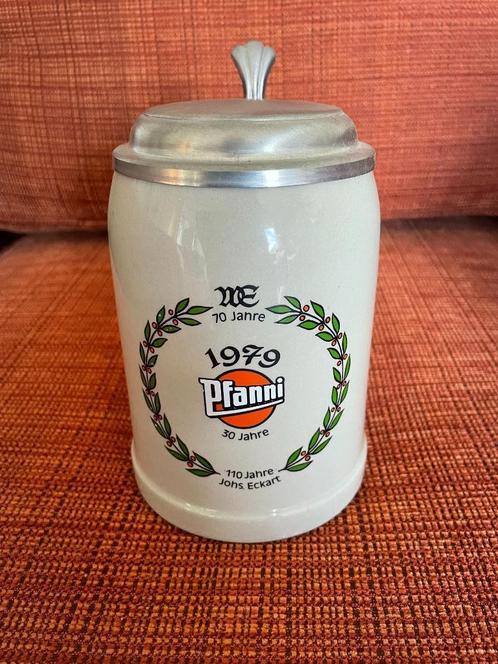 WE
70 Jahre
1979
Pfanni
30 Jahre
110 Jahre
Johs. Eckart